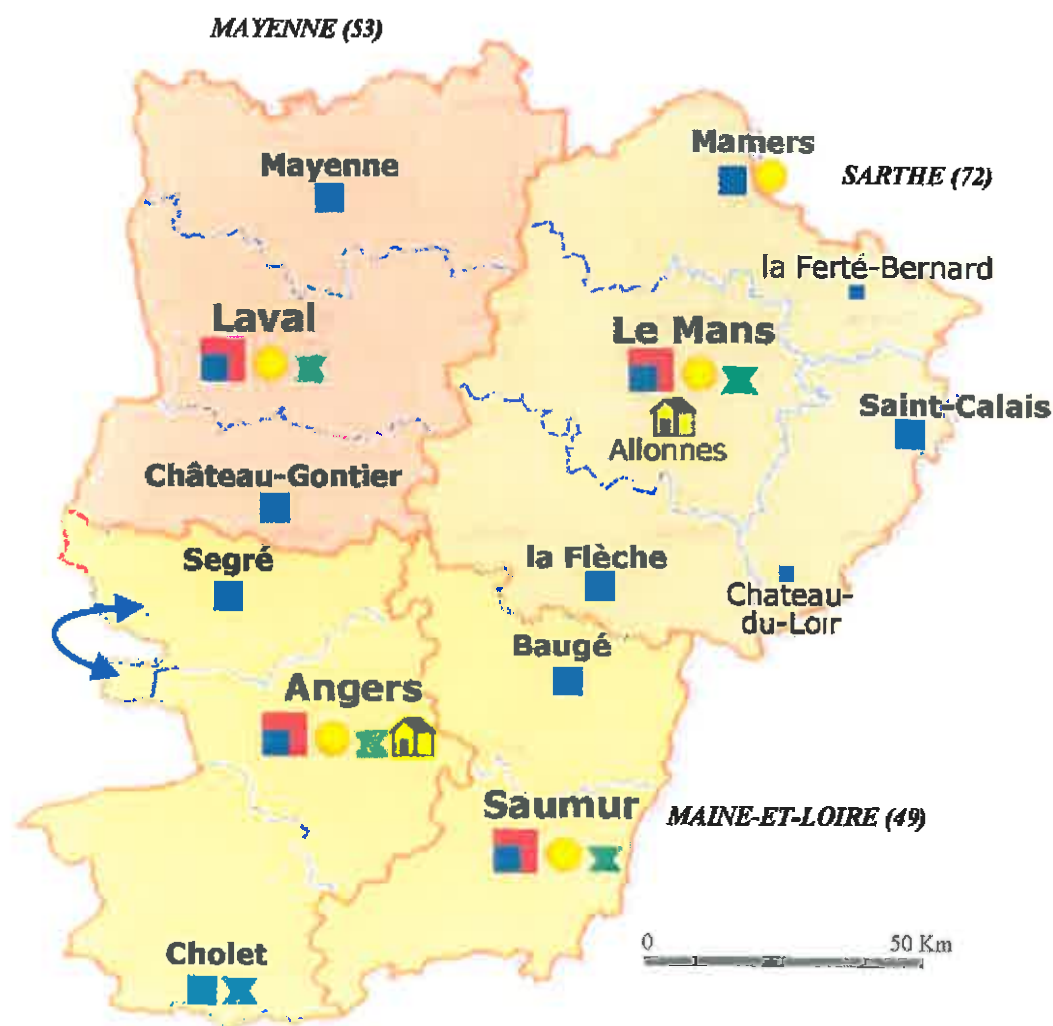 MAYENNE (53)
Mamers
Mayenne
SARTHE (72)
la Ferté-Bernard
Laval
Le Mans
Saint-Calais
Allonnes
Château-Gontier
Segré
la Flèche
Chateau-
du-Loir
Baugé
Angers
Saumur
MAINE-ET-LOIRE (49)
Cholet
0 50 Km